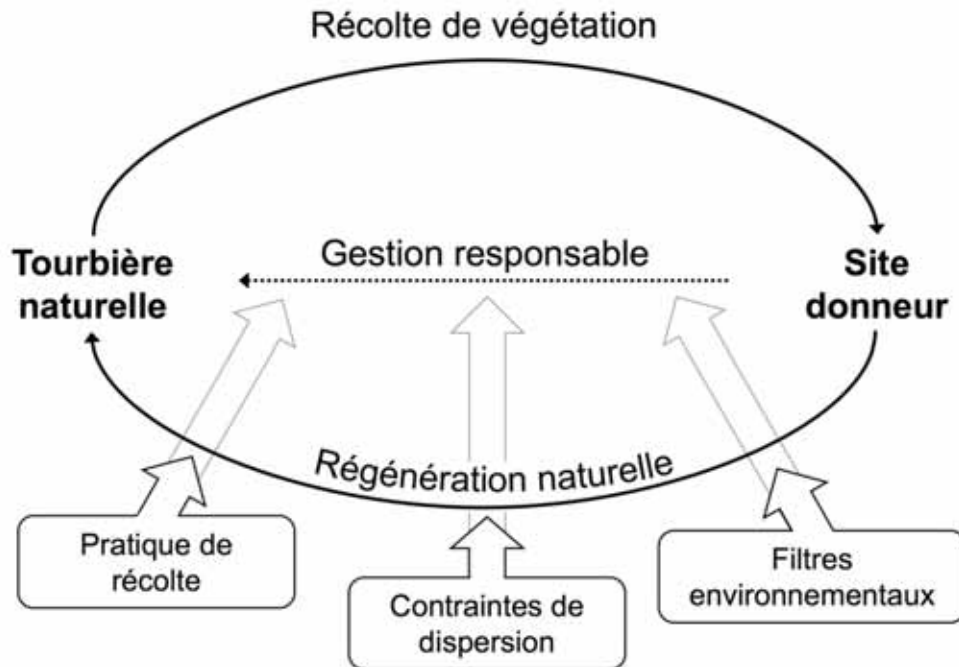 Récolte de végétation
Tourbière
naturelle
Gestion responsable
Site
donneur
Régénération naturelle
Pratique de
récolte
Contraintes de
dispersion
Filtres
environnementaux